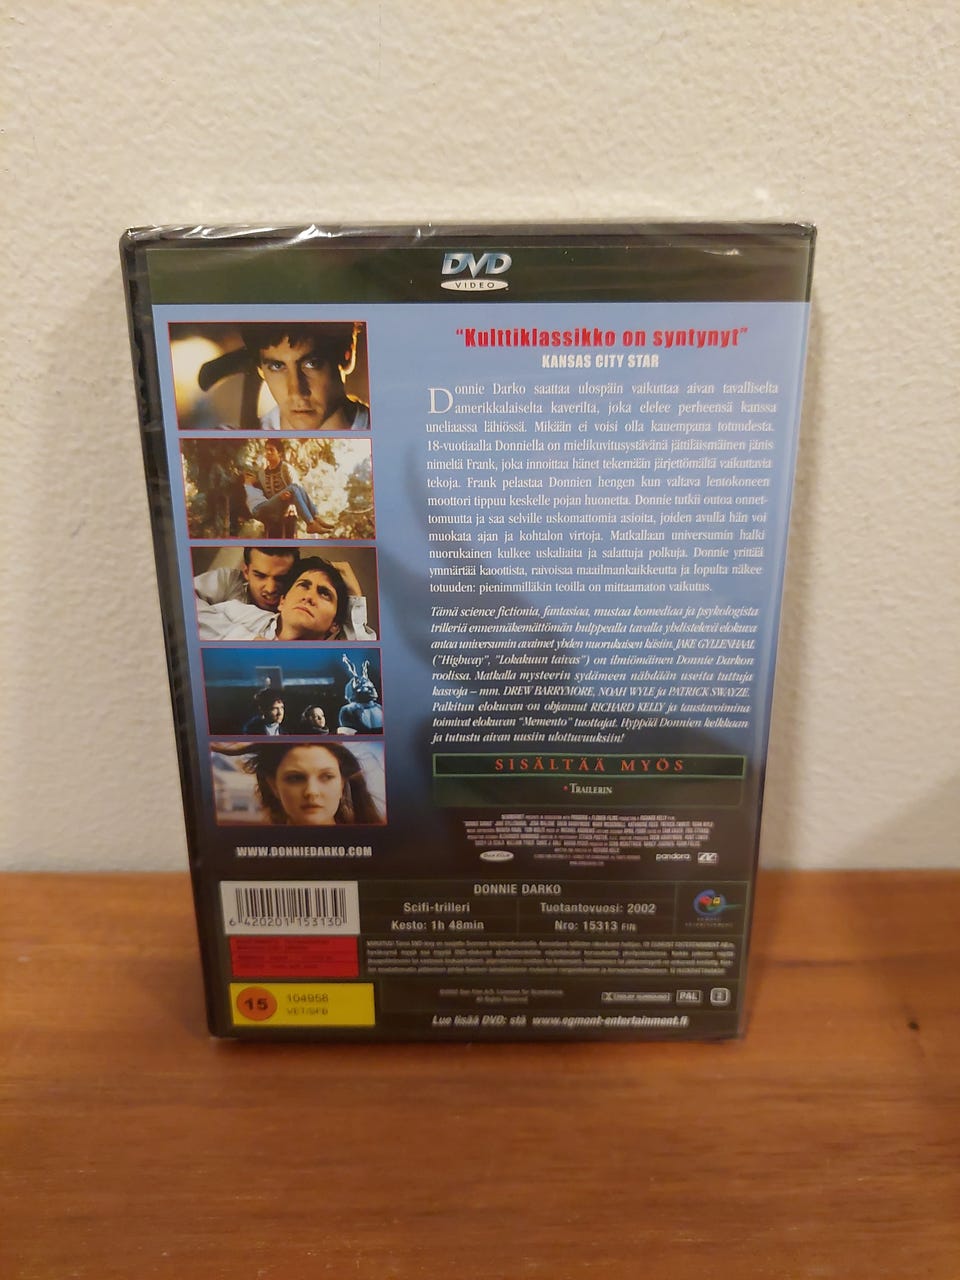 DVD
VIDEO
"Kulttiklassikko on syntynyt"
KANSAS CITY STAR
Donnie Darko saattaa ulospäin vaikuttaa aivan tavalliselta
amerikkalaiselta kaverilta, joka elelee perheensä kanssa
uneliaassa lähiössä. Mikään ei voisi olla kauempana totuudesta.
18-vuotiaalla Donniella on mielikuvitusystävänä jättiläismäinen jänis
nimeltä Frank, joka innoittaa hänet tekemään järjettömältä vaikuttavia
tekoja. Frank pelastaa Donnien hengen kun valtava lentokoneen
moottori tippuu keskelle pojan huonetta. Donnie tutkii outoa onnet-
tomuutta ja saa selville uskomattomia asioita, joiden avulla hän voi
muokata ajan ja kohtalon virtoja. Matkallaan universumin halki
nuorukainen kulkee uskaliaita ja salattuja polkuja. Donnie yrittää
ymmärtää kaoottista, raivoisaa maailmankaikkeutta ja lopulta näkee
totuuden: pienimmilläkin teoilla on mittaamaton vaikutus.
Tämä science fictionia, fantasiaa, mustaa komediaa ja psykologista
trilleriä ennennäkemättömän hulppealla tavalla yhdistelevä elokuva
antaa universumin avaimet yhden nuorukaisen käsiin. JAKE GYLLENHAAL
("Highway", "Lokakuun taivas") on ilmiömäinen Donnie Darkon
roolissa. Matkalla mysteerin sydämeen nähdään useita tuttuja
kasvoja – mm. DREW BARRYMORE, NOAH WYLE ja PATRICK SWAYZE.
Palkitun elokuvan on ohjannut RICHARD KELLY ja taustavoimina
toimivat elokuvan "Memento" tuottajat. Hyppää Donnien kelkkaan
ja tutustu aivan uusiin ulottuvuuksiin!
SISÄLTÄÄ MYÖS
• TRAILERIN
WWW.DONNIEDARKO.COM
pandora
6 420201 153130
DONNIE DARKO
Scifi-trilleri
Tuotantovuosi: 2002
Kesto: 1h 48min
Nro: 15313 FIN
15
104958
VET/SFB
All Rights Reserved
PAL
2
Lue lisää DVD: stä www.egmont-entertainment.fi